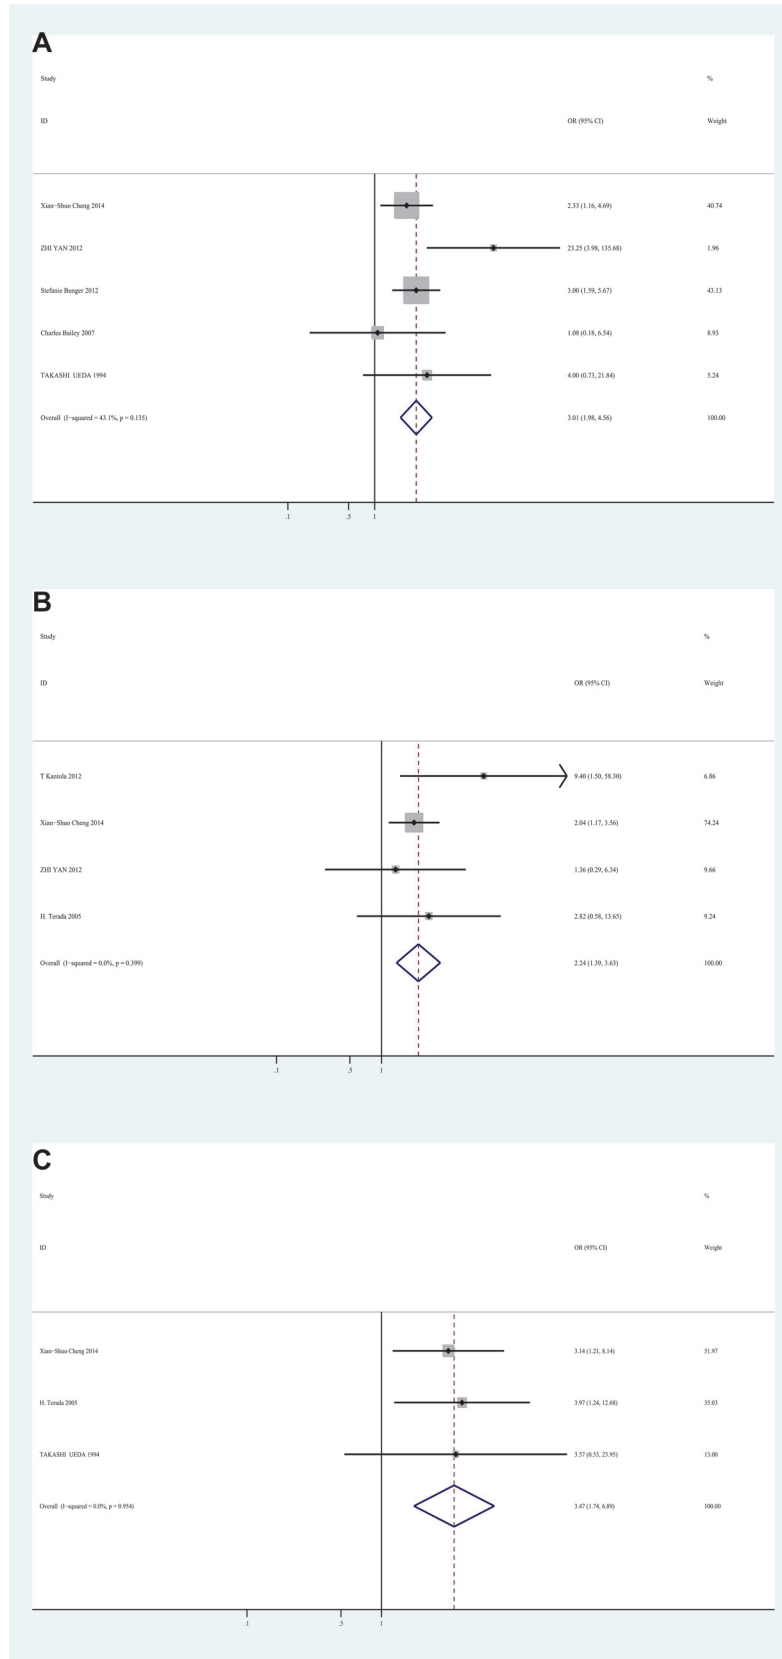 A
Study %
ID OR (95% CI) Weight
Xian-Shuo Cheng 2014 2.33 (1.16, 4.69) 40.74
ZHI YAN 2012 23.25 (3.98, 135.68) 1.96
Stefanie Bunger 2012 3.00 (1.59, 5.67) 43.13
Charles Bailey 2007 1.08 (0.18, 6.54) 8.93
TAKASHI UEDA 1994 4.00 (0.73, 21.84) 5.24
Overall (I-squared = 43.1%, p = 0.135) 3.01 (1.98, 4.56) 100.00
.1 .5 1
B
Study %
ID OR (95% CI) Weight
T Kantola 2012 9.40 (1.50, 58.30) 6.86
Xian-Shuo Cheng 2014 2.04 (1.17, 3.56) 74.24
ZHI YAN 2012 1.36 (0.29, 6.34) 9.66
H. Terada 2005 2.82 (0.58, 13.65) 9.24
Overall (I-squared = 0.0%, p = 0.399) 2.24 (1.39, 3.63) 100.00
.1 .5 1
C
Study %
ID OR (95% CI) Weight
Xian-Shuo Cheng 2014 3.14 (1.21, 8.14) 51.97
H. Terada 2005 3.97 (1.24, 12.68) 35.03
TAKASHI UEDA 1994 3.57 (0.53, 23.95) 13.00
Overall (I-squared = 0.0%, p = 0.954) 3.47 (1.74, 6.89) 100.00
.1 .5 1